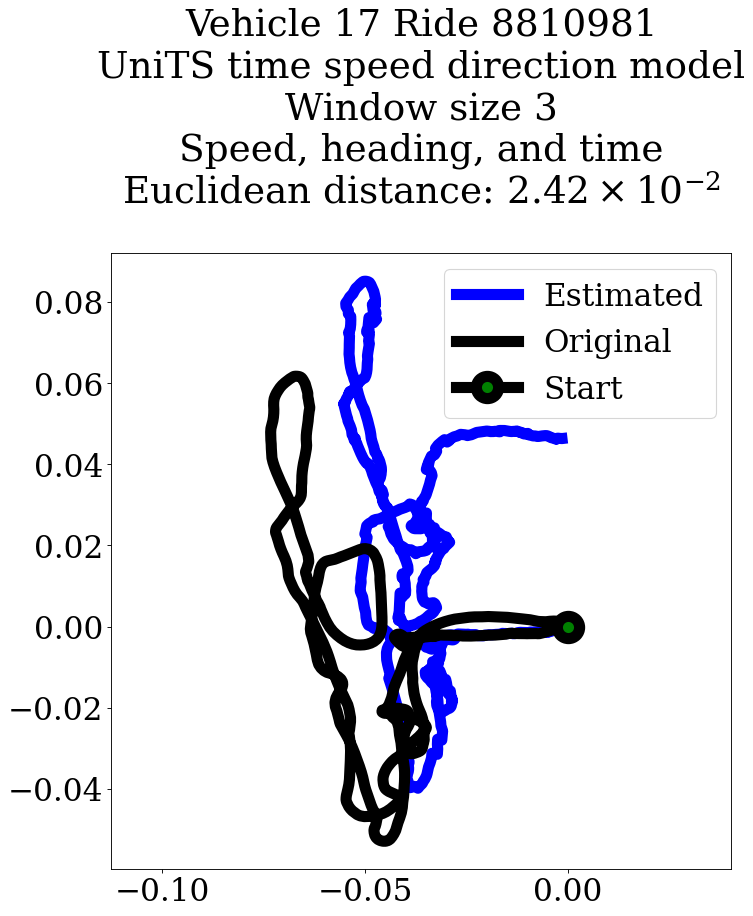 Vehicle 17 Ride 8810981
UniTS time speed direction model
Window size 3
Speed, heading, and time
Euclidean distance: 2.42 × 10⁻²
Estimated
Original
Start
0.08
0.06
0.04
0.02
0.00
−0.02
−0.04
−0.10
−0.05
0.00